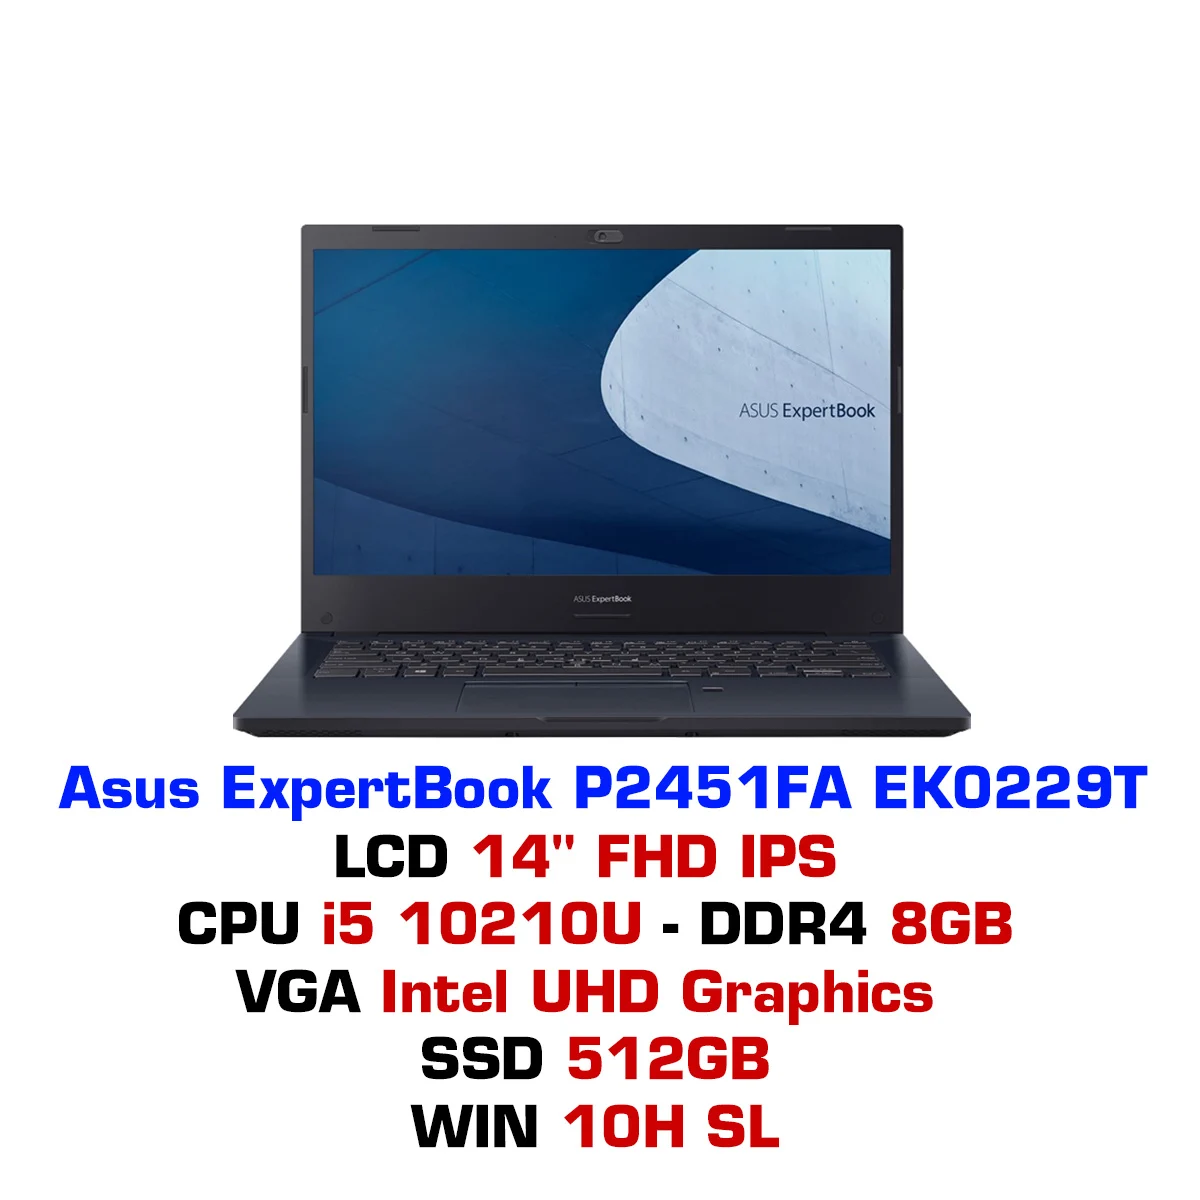 ASUS ExpertBook
ASUS ExpertBook
Asus ExpertBook P2451FA EK0229T
LCD 14" FHD IPS
CPU i5 10210U - DDR4 8GB
VGA Intel UHD Graphics
SSD 512GB
WIN 10H SL